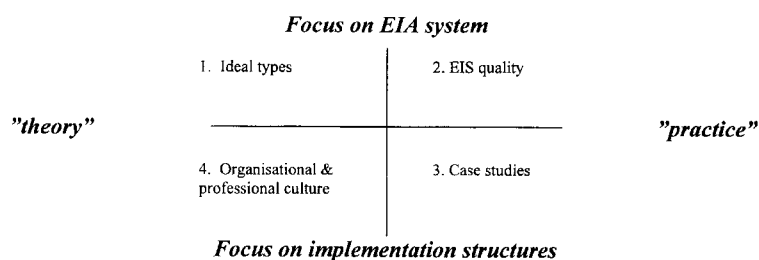 Focus on EIA system
1. Ideal types
2. EIS quality
"theory"
"practice"
4. Organisational &
professional culture
3. Case studies
Focus on implementation structures